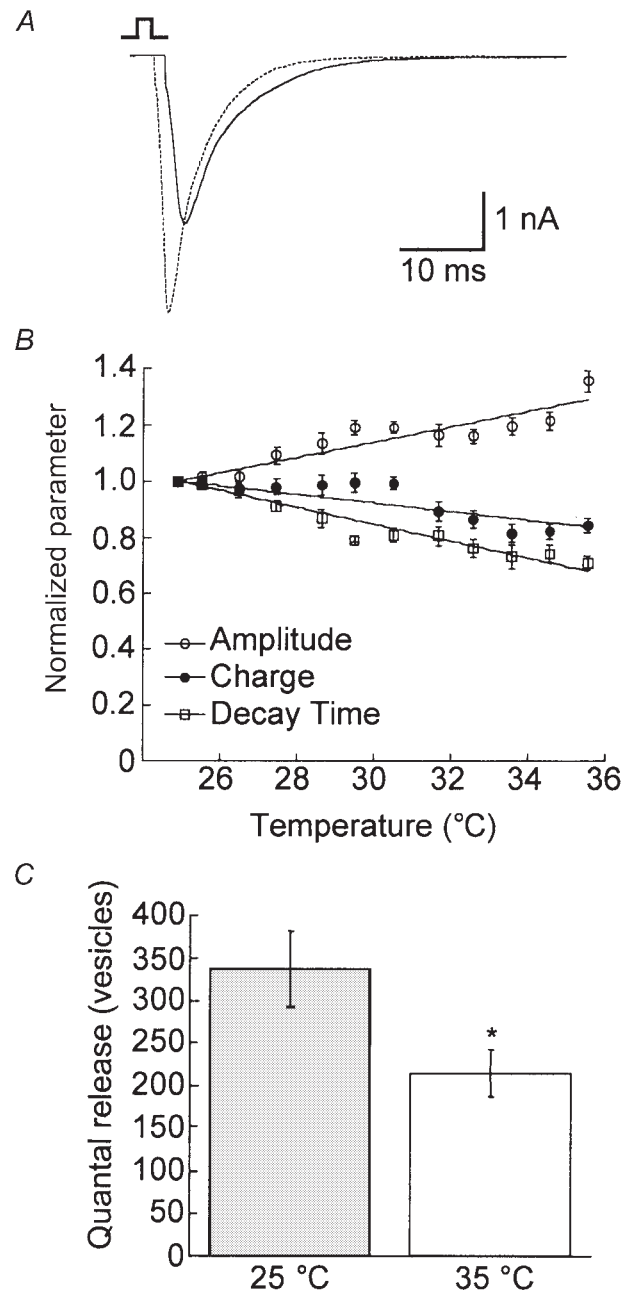 A
1 nA
10 ms
B
Normalized parameter
1.4
1.2
1.0
0.8
0.6
0.4
0.2
0
Amplitude
Charge
Decay Time
26 28 30 32 34 36
Temperature (°C)
C
Quantal release (vesicles)
400
350
300
250
200
150
100
50
0
*
25 °C 35 °C